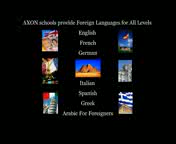 AXON schools provide Foreign Languages for All Levels
English
French
German
Italian
Spanish
Greek
Arabic For Foreigners